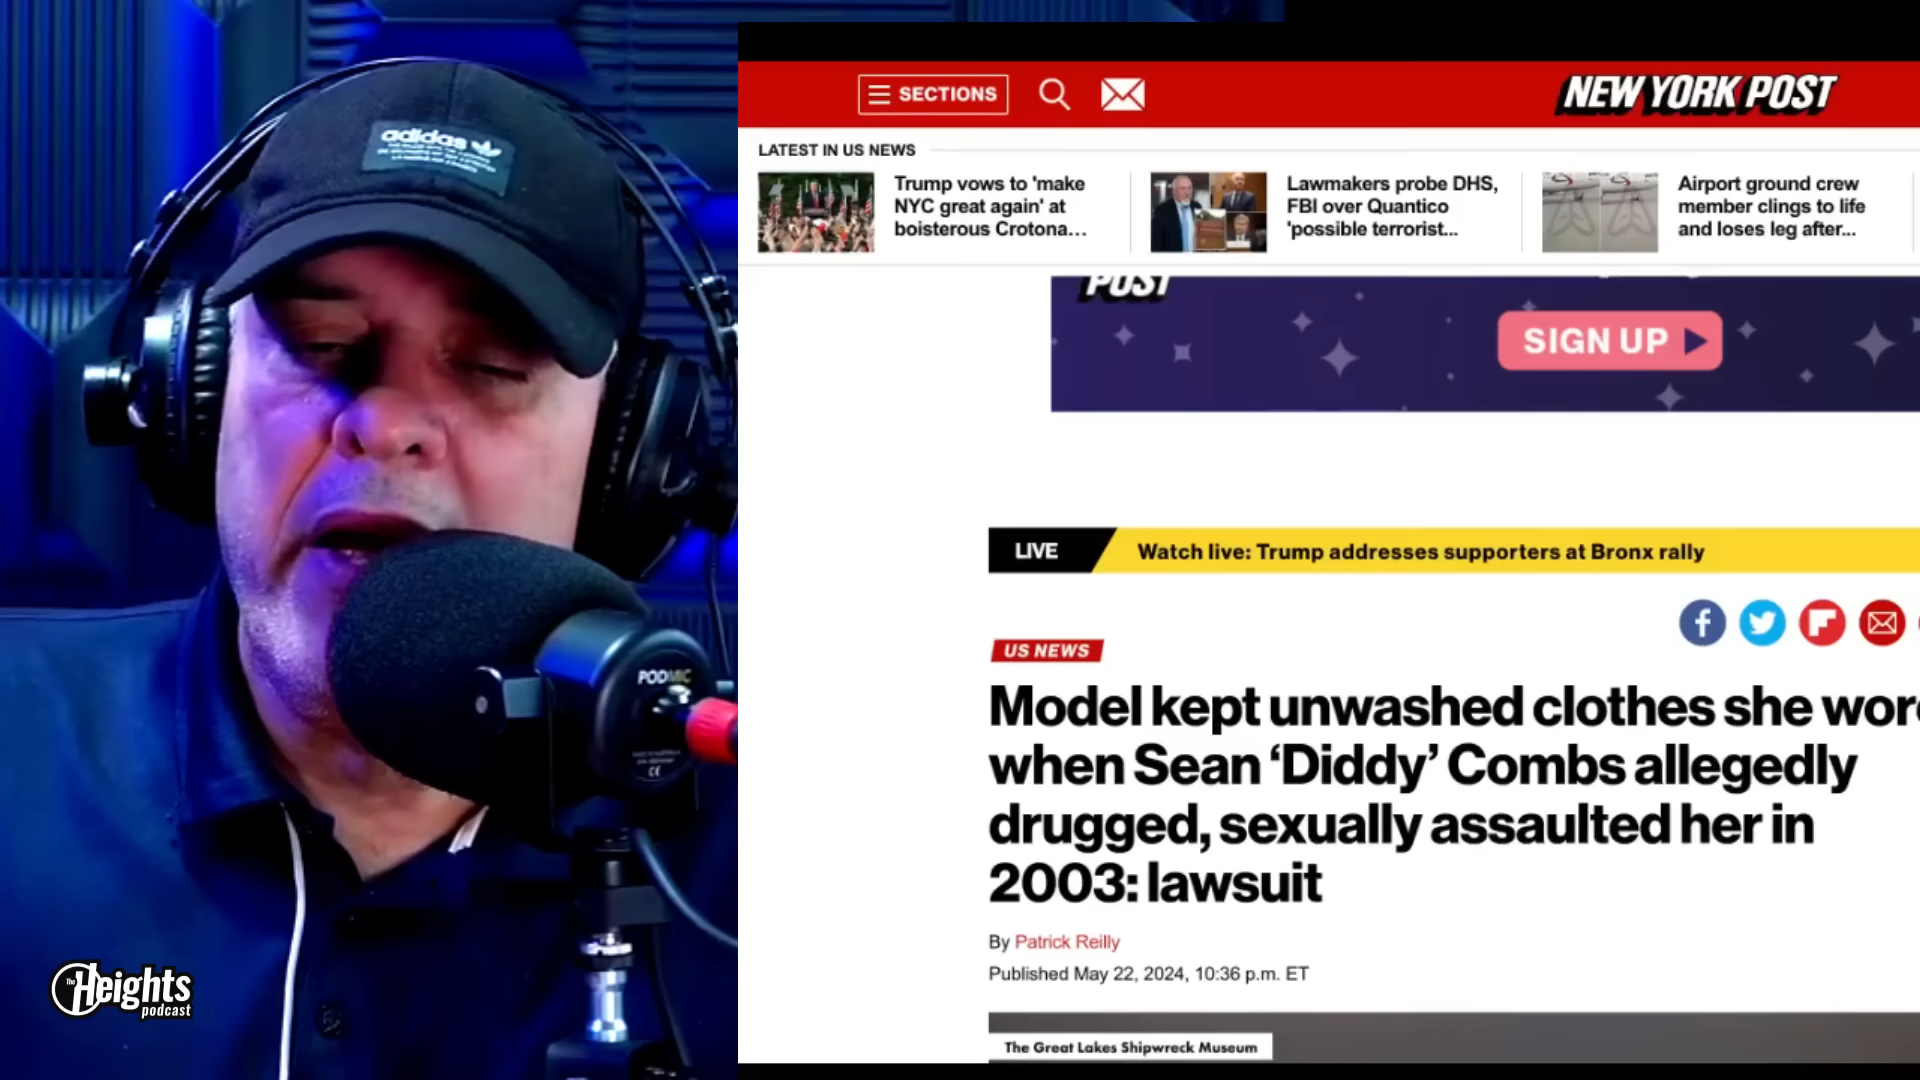 adidas
PODMIC
The Heights
podcast
SECTIONS
NEW YORK POST
LATEST IN US NEWS
Trump vows to 'make
NYC great again' at
boisterous Crotona...
Lawmakers probe DHS,
FBI over Quantico
'possible terrorist...
Airport ground crew
member clings to life
and loses leg after...
POST
SIGN UP
LIVE
Watch live: Trump addresses supporters at Bronx rally
US NEWS
Model kept unwashed clothes she wore
when Sean ‘Diddy’ Combs allegedly
drugged, sexually assaulted her in
2003: lawsuit
By Patrick Reilly
Published May 22, 2024, 10:36 p.m. ET
The Great Lakes Shipwreck Museum